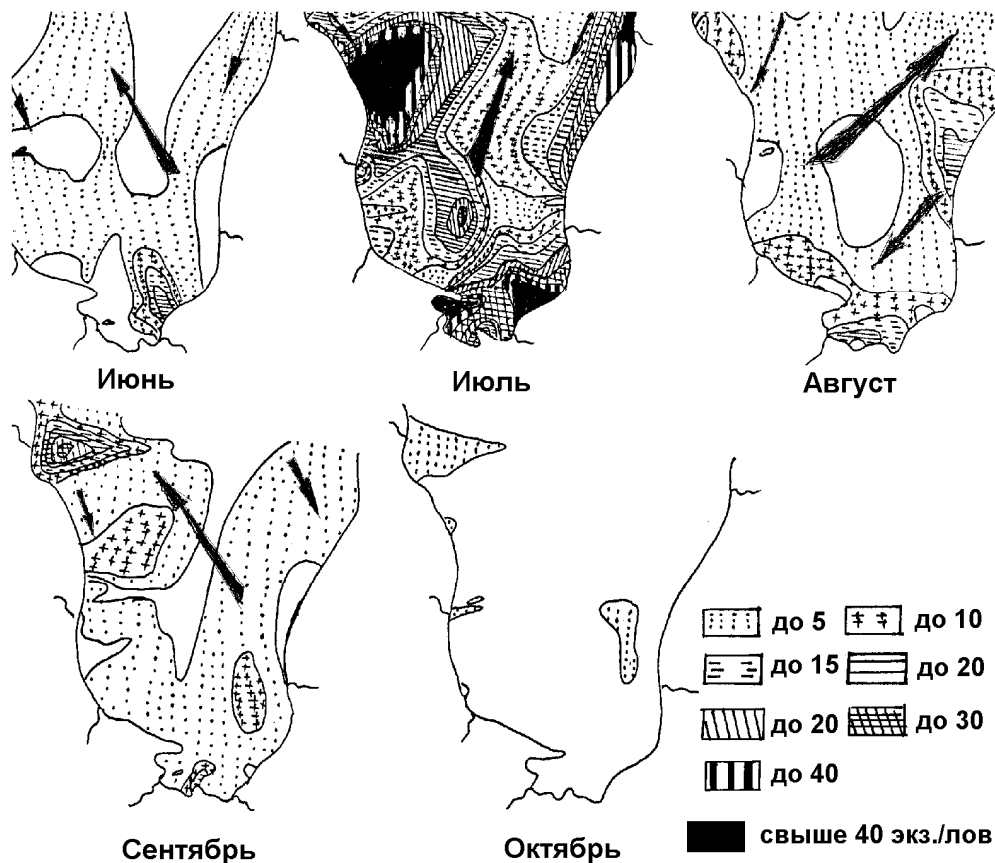 Июнь
Июль
Август
Сентябрь
Октябрь
до 5
до 10
до 15
до 20
до 20
до 30
до 40
свыше 40 экз./лов